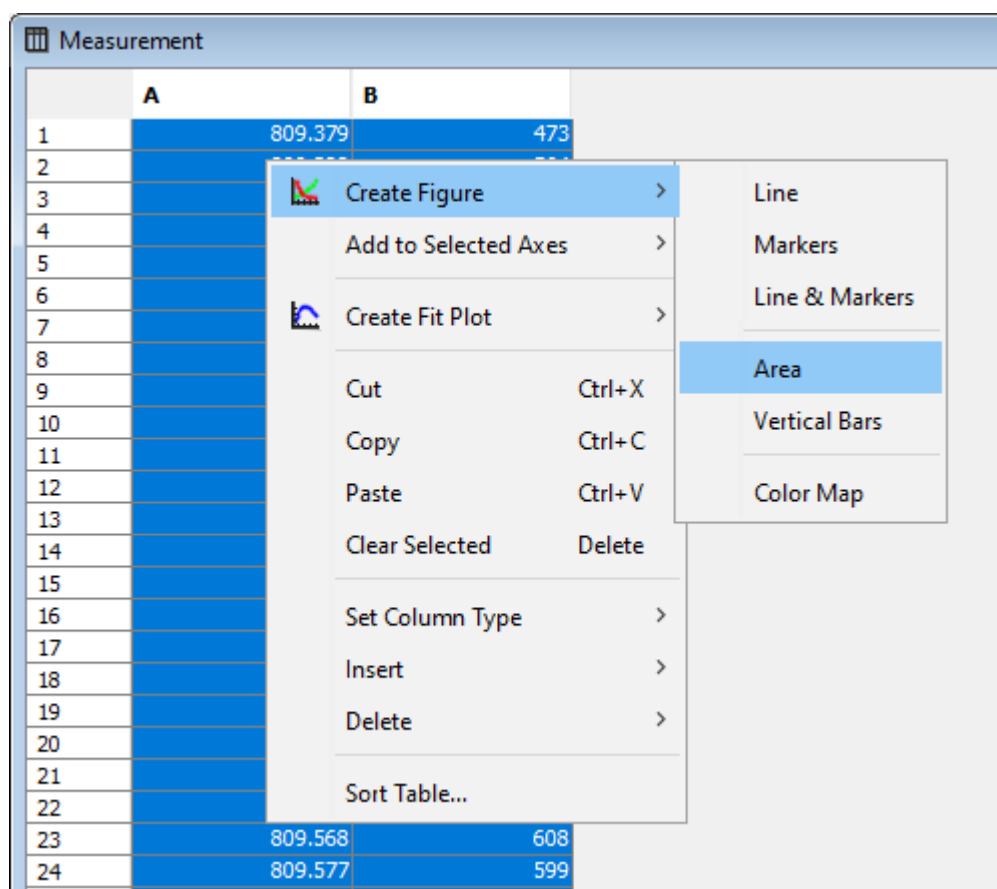 Measurement
A B
1 809.379 473
2
3
4
5
6
7
8
9
10
11
12
13
14
15
16
17
18
19
20
21
22
23 809.568 608
24 809.577 599
Create Figure >
Add to Selected Axes >
Create Fit Plot >
Cut Ctrl+X
Copy Ctrl+C
Paste Ctrl+V
Clear Selected Delete
Set Column Type >
Insert >
Delete >
Sort Table...
Line
Markers
Line & Markers
Area
Vertical Bars
Color Map